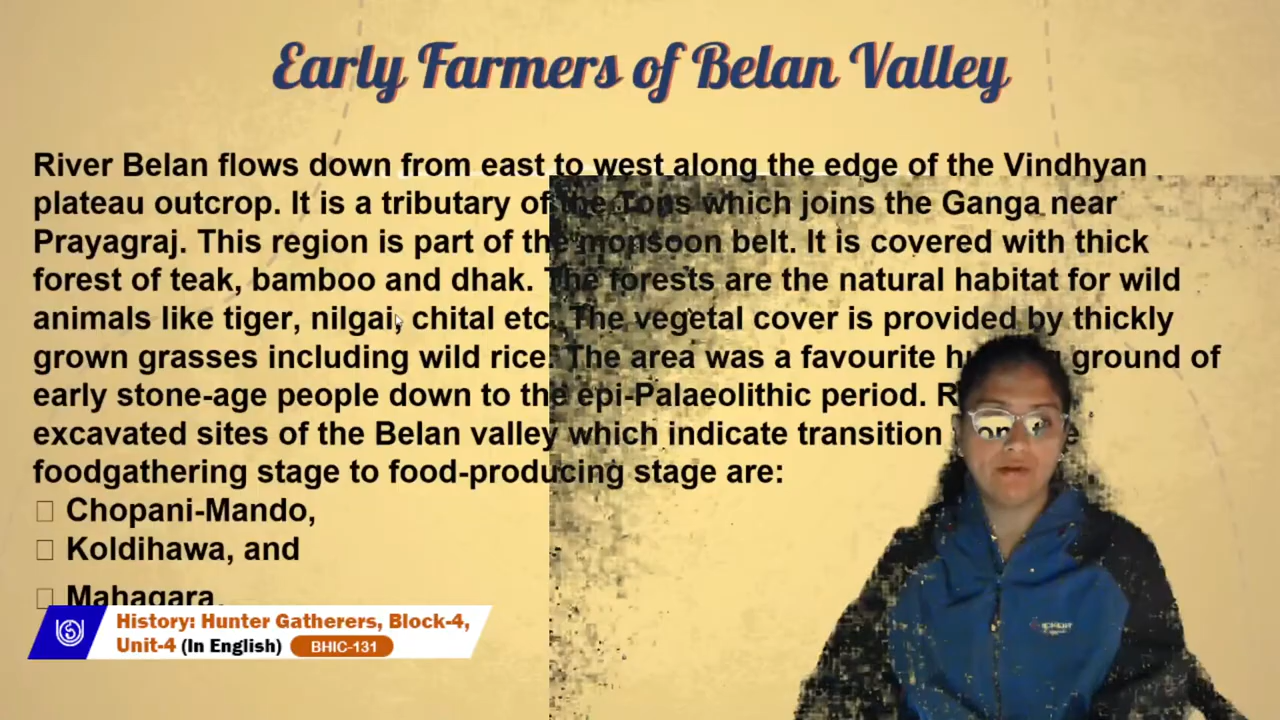 Early Farmers of Belan Valley
River Belan flows down from east to west along the edge of the Vindhyan
plateau outcrop. It is a tributary of the Tons which joins the Ganga near
Prayagraj. This region is part of the monsoon belt. It is covered with thick
forest of teak, bamboo and dhak. The forests are the natural habitat for wild
animals like tiger, nilgai, chital etc. The vegetal cover is provided by thickly
grown grasses including wild rice. The area was a favourite ground of
early stone-age people down to the epi-Palaeolithic period.
excavated sites of the Belan valley which indicate transition
foodgathering stage to food-producing stage are:
Chopani-Mando,
Koldihawa, and
Mahagara.
History: Hunter Gatherers, Block-4,
Unit-4 (In English) BHIC-131